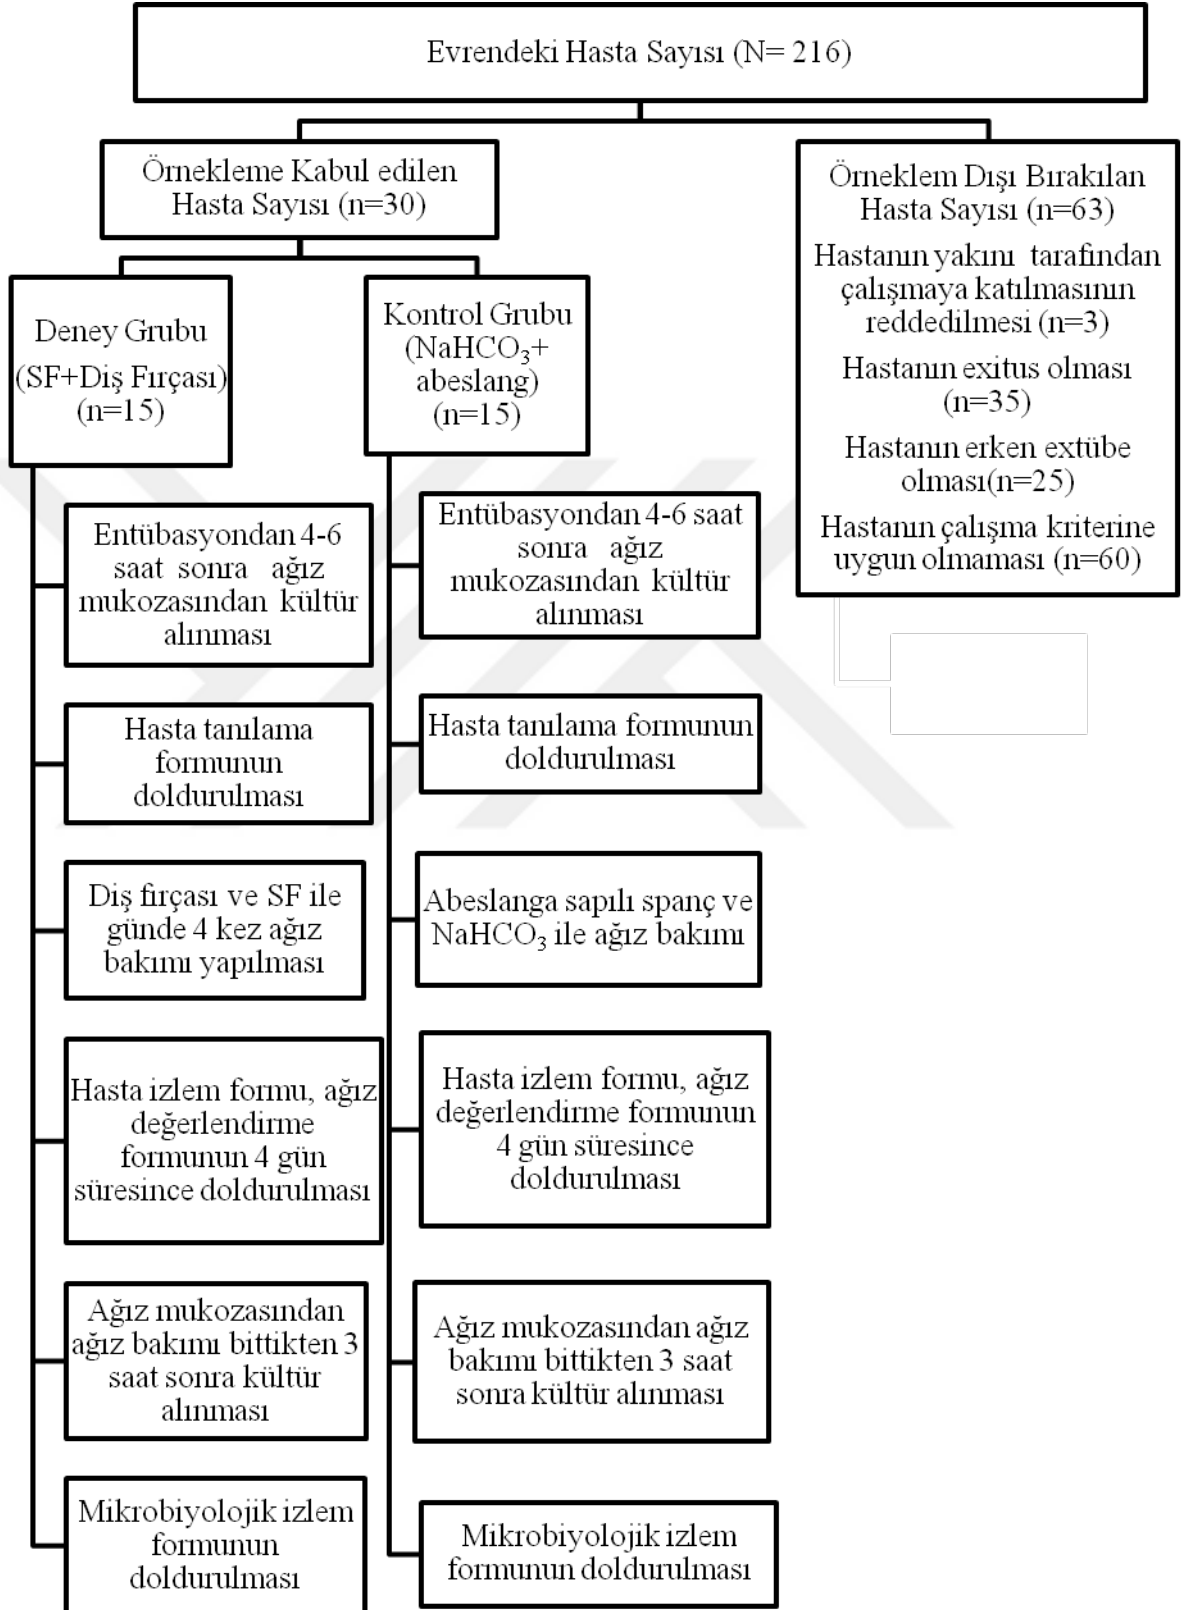 Evrendeki Hasta Sayısı (N= 216)
Örnekleme Kabul edilen
Hasta Sayısı (n=30)
Örneklem Dışı Bırakılan
Hasta Sayısı (n=63)
Hastanın yakını tarafından
çalışmaya katılmasının
reddedilmesi (n=3)
Hastanın exitus olması
(n=35)
Hastanın erken extübe
olması(n=25)
Hastanın çalışma kriterine
uygun olmaması (n=60)
Deney Grubu
(SF+Diş Fırçası)
(n=15)
Entübasyondan 4-6
saat sonra ağız
mukozasından kültür
alınması
Hasta tanılama
formunun
doldurulması
Diş fırçası ve SF ile
günde 4 kez ağız
bakımı yapılması
Hasta izlem formu, ağız
değerlendirme
formunun 4 gün
süresince doldurulması
Ağız mukozasından
ağız bakımı bittikten 3
saat sonra kültür
alınması
Mikrobiyolojik izlem
formunun
doldurulması
Kontrol Grubu
(NaHCO₃+
abeslang)
(n=15)
Entübasyondan 4-6 saat
sonra ağız
mukozasından kültür
alınması
Hasta tanılama formunun
doldurulması
Abeslanga sapılı spanç ve
NaHCO₃ ile ağız bakımı
Hasta izlem formu, ağız
değerlendirme formunun
4 gün süresince
doldurulması
Ağız mukozasından ağız
bakımı bittikten 3 saat
sonra kültür alınması
Mikrobiyolojik izlem
formunun doldurulması